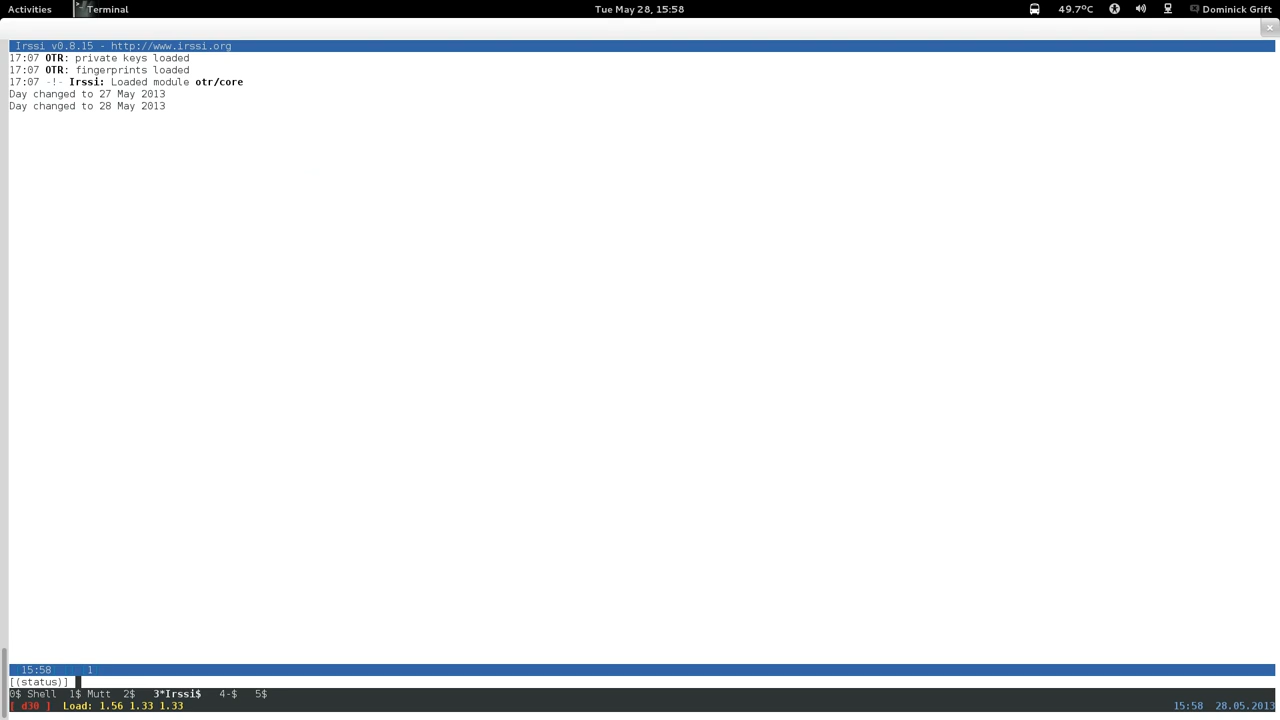 Activities Terminal Tue May 28, 15:58 49.7°C Dominick Grift
Irssi v0.8.15 - http://www.irssi.org
17:07 OTR: private keys loaded
17:07 OTR: fingerprints loaded
17:07 -!- Irssi: Loaded module otr/core
Day changed to 27 May 2013
Day changed to 28 May 2013
15:58 1
[(status)]
0$ Shell 1$ Mutt 2$ 3*Irssi$ 4-$ 5$
[ d30 ] Load: 1.56 1.33 1.33 15:58 28.05.2013